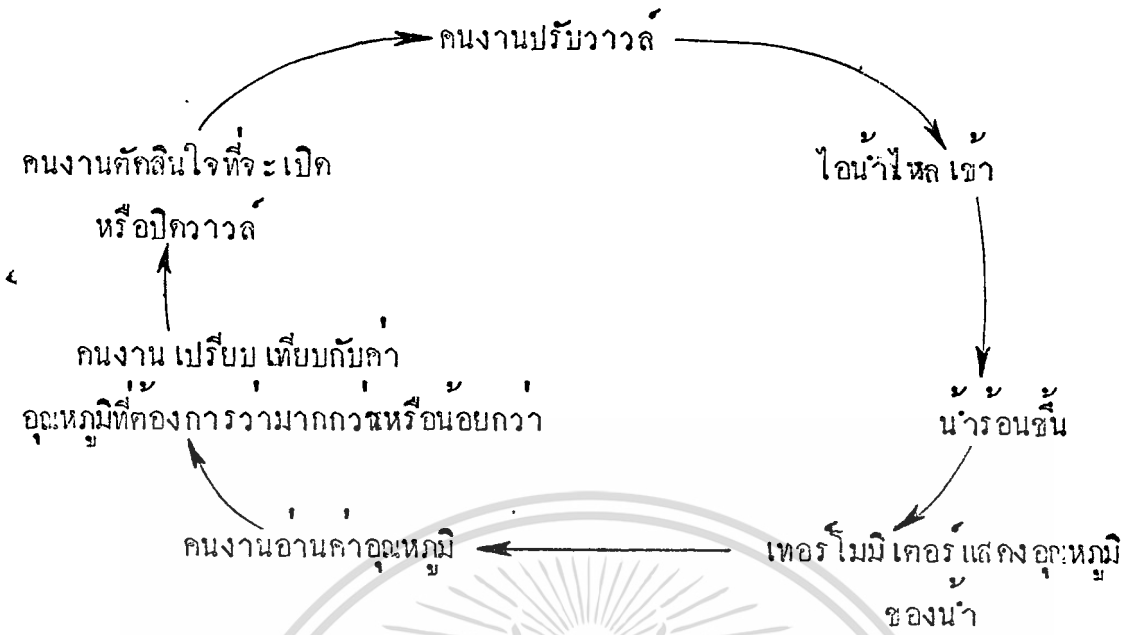 คนงานปรับวาวล์
คนงานตัดสินใจที่จะเปิด
หรือปิดวาวล์
ไอน้ำไหลเข้า
คนงานเปรียบเทียบกับค่า
อุณหภูมิที่ต้องการว่ามากกว่าหรือน้อยกว่า
น้ำร้อนขึ้น
คนงานอ่านค่าอุณหภูมิ
เทอร์โมมิเตอร์แสดงอุณหภูมิ
ของน้ำ